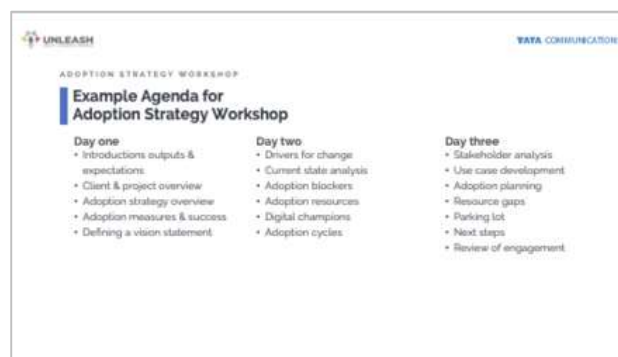 UNLEASH
TATA COMMUNICATIONS
ADOPTION STRATEGY WORKSHOP
Example Agenda for
Adoption Strategy Workshop
Day one
• Introductions outputs &
expectations
• Client & project overview
• Adoption strategy overview
• Adoption measures & success
• Defining a vision statement
Day two
• Drivers for change
• Current state analysis
• Adoption blockers
• Adoption resources
• Digital champions
• Adoption cycles
Day three
• Stakeholder analysis
• Use case development
• Adoption planning
• Resource gaps
• Parking lot
• Next steps
• Review of engagement